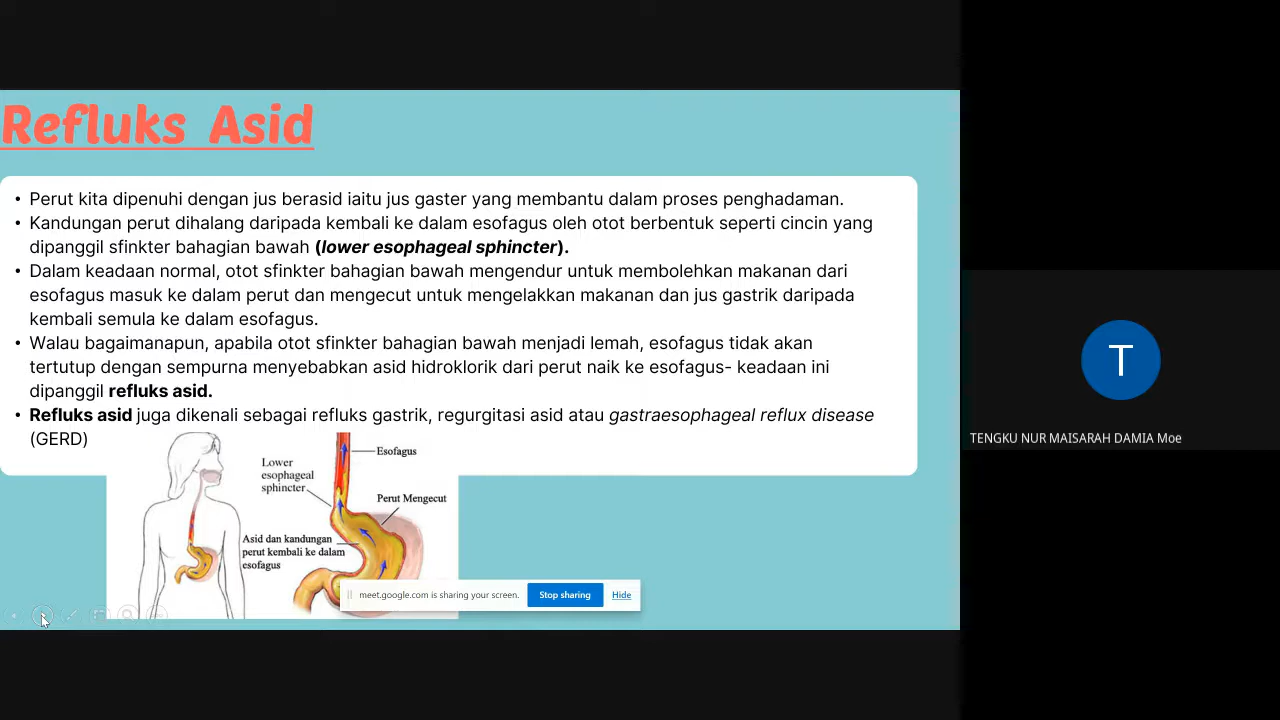 Refluks Asid
• Perut kita dipenuhi dengan jus berasid iaitu jus gaster yang membantu dalam proses penghadaman.
• Kandungan perut dihalang daripada kembali ke dalam esofagus oleh otot berbentuk seperti cincin yang
dipanggil sfinkter bahagian bawah (lower esophageal sphincter).
• Dalam keadaan normal, otot sfinkter bahagian bawah mengendur untuk membolehkan makanan dari
esofagus masuk ke dalam perut dan mengecut untuk mengelakkan makanan dan jus gastrik daripada
kembali semula ke dalam esofagus.
• Walau bagaimanapun, apabila otot sfinkter bahagian bawah menjadi lemah, esofagus tidak akan
tertutup dengan sempurna menyebabkan asid hidroklorik dari perut naik ke esofagus- keadaan ini
dipanggil refluks asid.
• Refluks asid juga dikenali sebagai refluks gastrik, regurgitasi asid atau gastraesophageal reflux disease
(GERD)
Esofagus
Lower
esophageal
sphincter
Perut Mengecut
Asid dan kandungan
perut kembali ke dalam
esofagus
meet.google.com is sharing your screen.
Stop sharing
Hide
T
TENGKU NUR MAISARAH DAMIA Moe